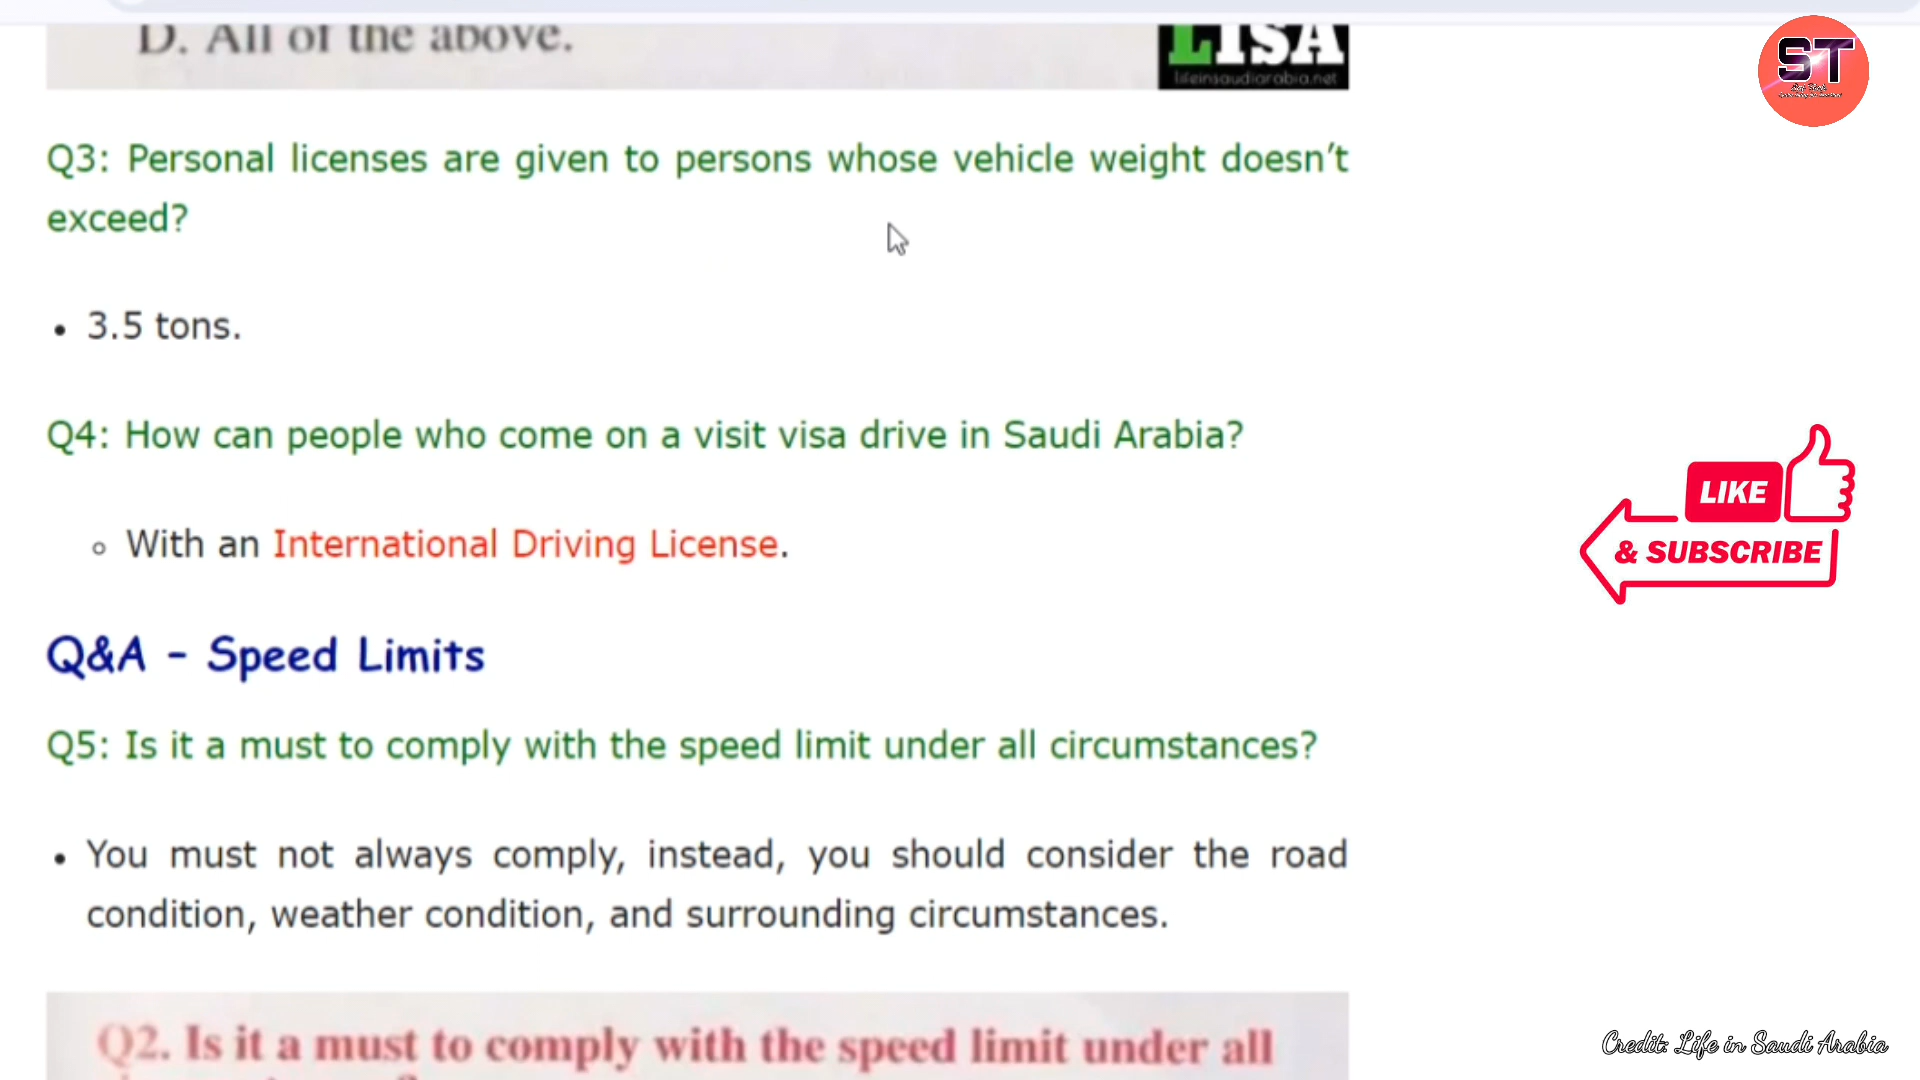 D. All of the above.
LISA
lifeinsaudiarabia.net
ST
Q3: Personal licenses are given to persons whose vehicle weight doesn’t
exceed?
• 3.5 tons.
Q4: How can people who come on a visit visa drive in Saudi Arabia?
With an International Driving License.
LIKE
& SUBSCRIBE
Q&A – Speed Limits
Q5: Is it a must to comply with the speed limit under all circumstances?
• You must not always comply, instead, you should consider the road
condition, weather condition, and surrounding circumstances.
Q2. Is it a must to comply with the speed limit under all
Credit: Life in Saudi Arabia